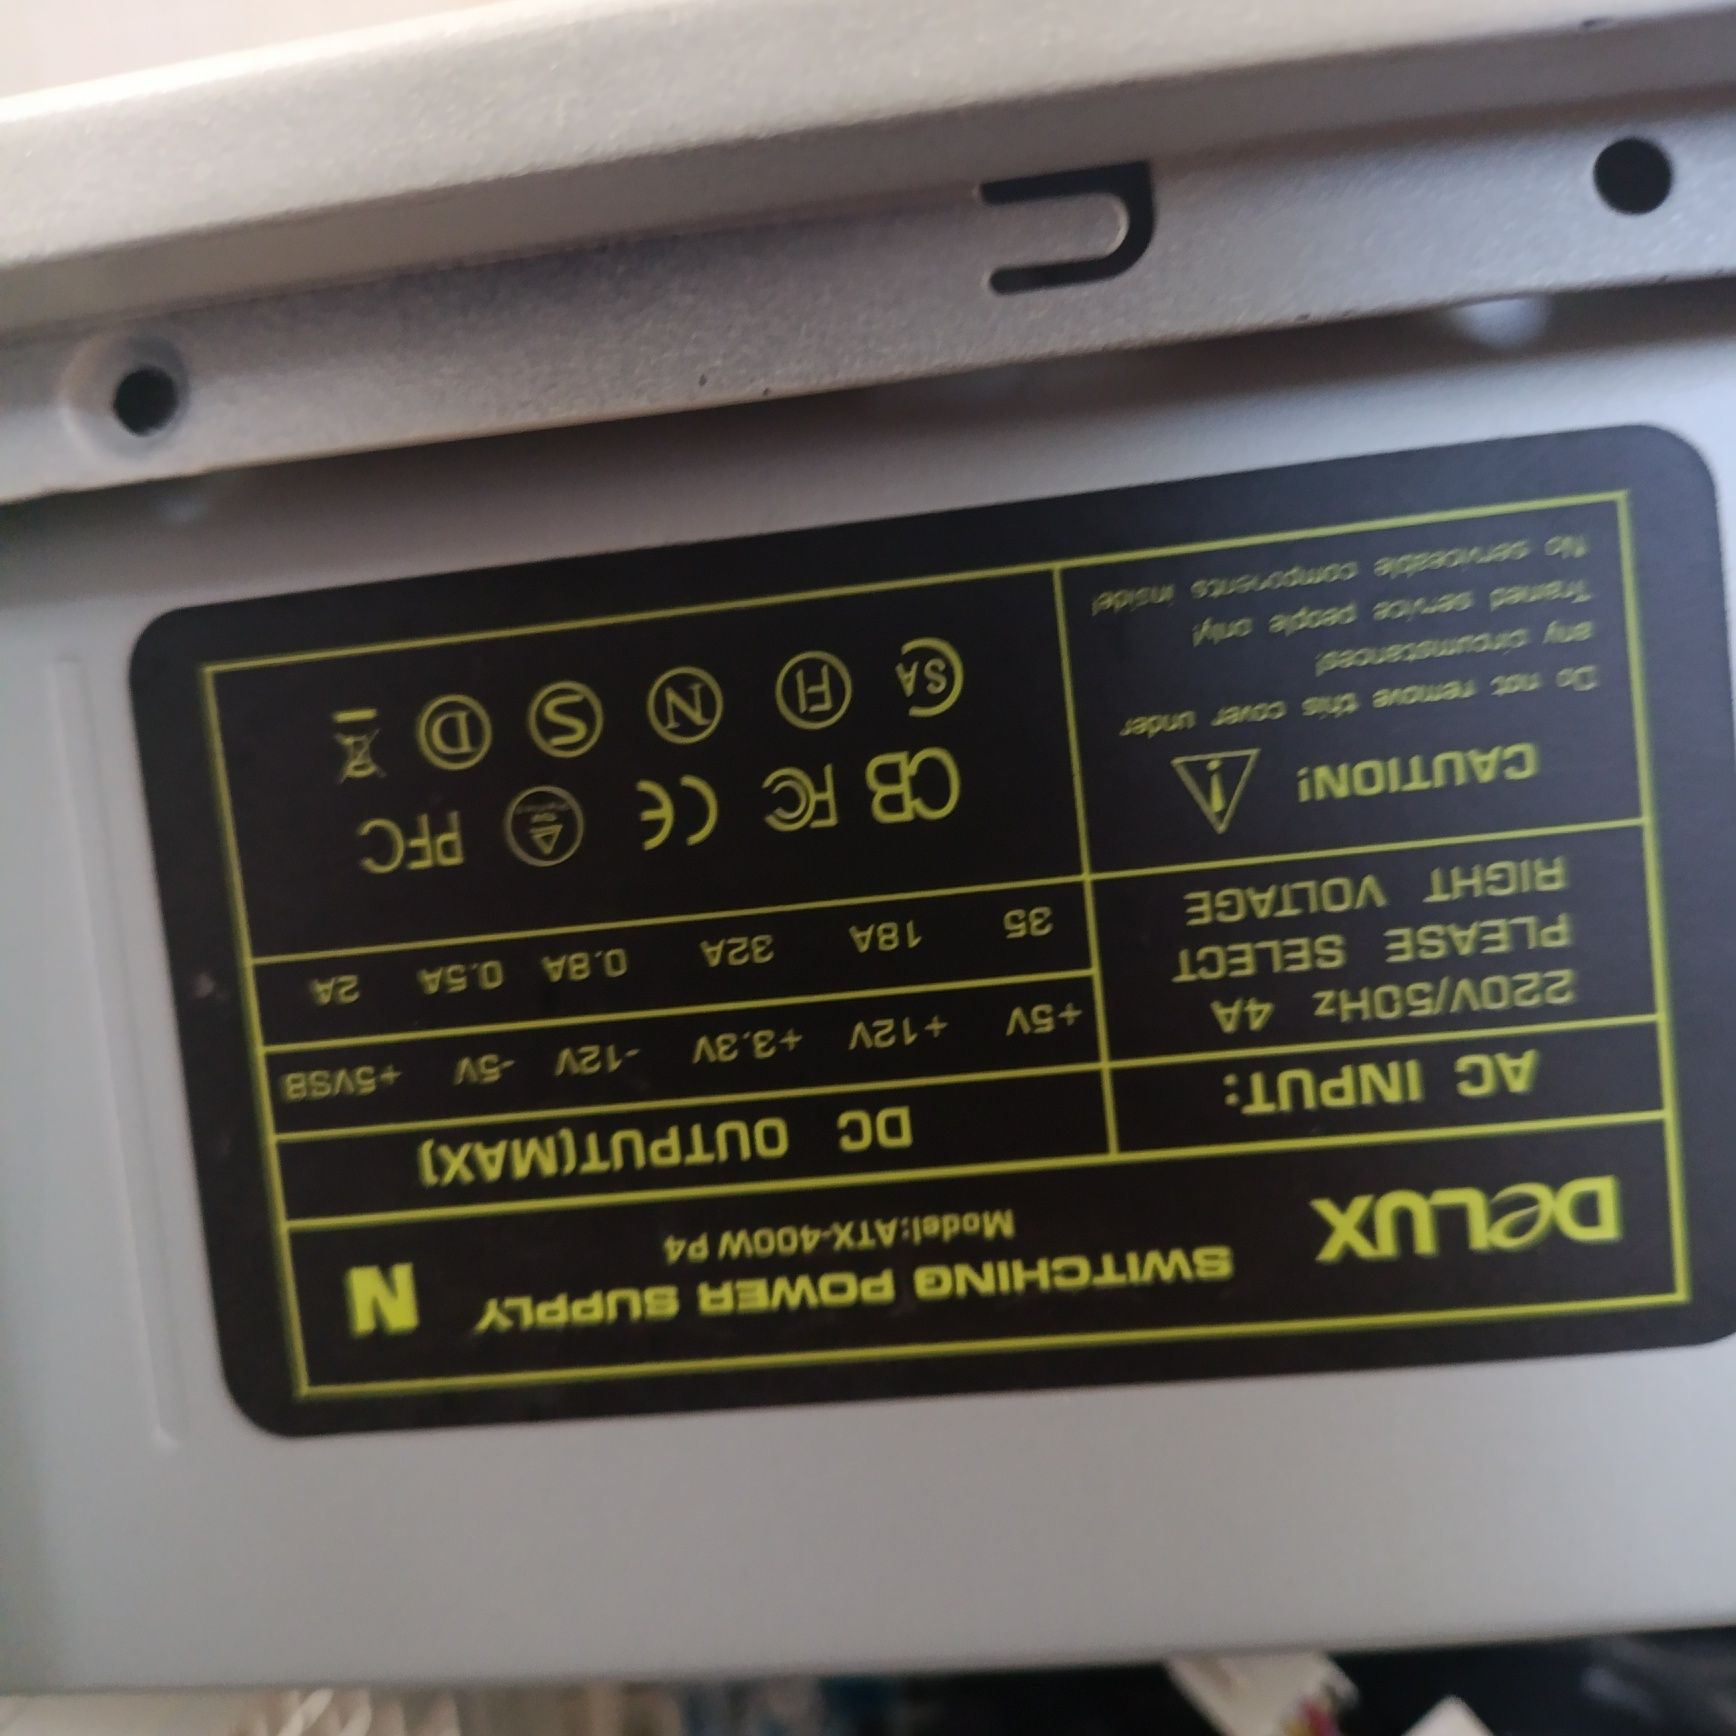 DeLUX
SWITCHING POWER SUPPLY
Model:ATX-400W P4
N
AC INPUT:
220V/50Hz 4A
PLEASE SELECT
RIGHT VOLTAGE
DC OUTPUT(MAX)
+5V +12V +3.3V -12V -5V +5VSB
35 18A 32A 0.8A 0.5A 2A
CAUTION!
Do not remove this cover under
any circumstances!
Trained service people only!
No serviceable components inside!
CB FC CE PFC
SA FI N S D